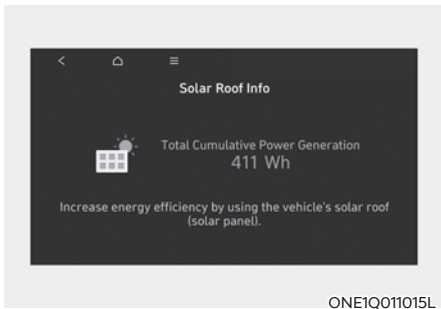 Solar Roof Info
Total Cumulative Power Generation
411 Wh
Increase energy efficiency by using the vehicle's solar roof
(solar panel).
ONE1Q011015L